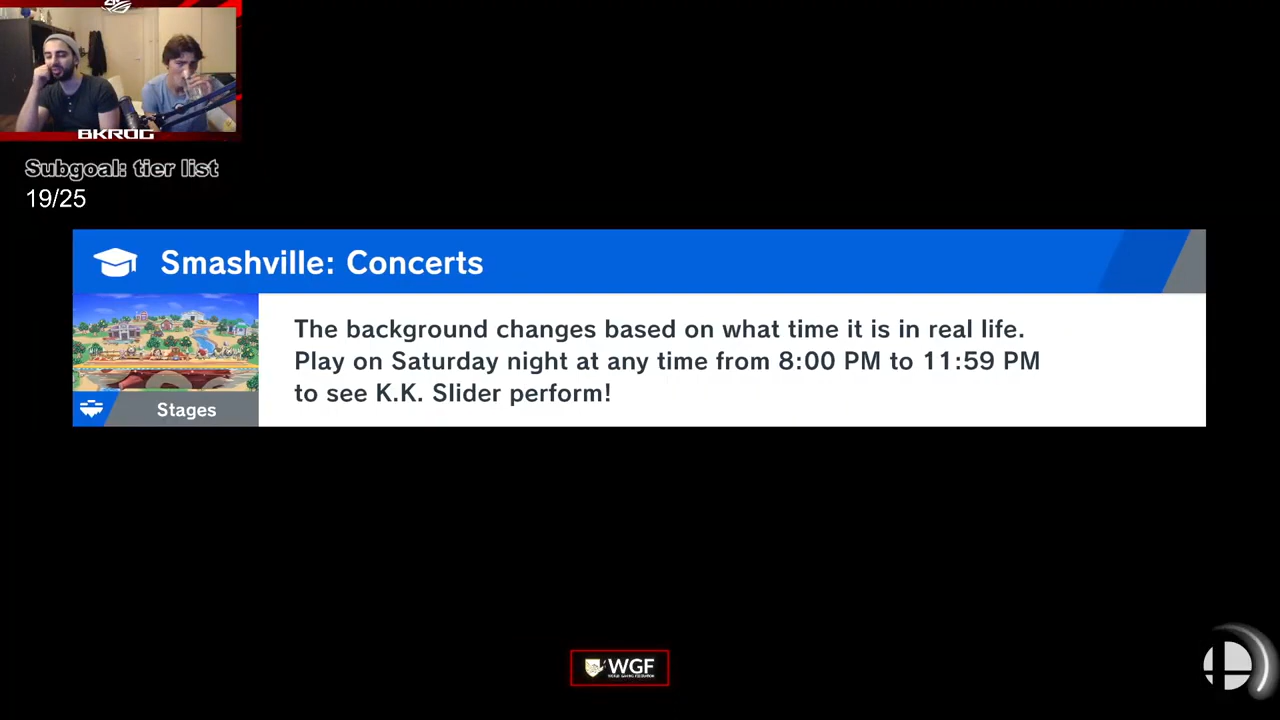 BKROG
Subgoal: tier list
19/25
Smashville: Concerts
The background changes based on what time it is in real life.
Play on Saturday night at any time from 8:00 PM to 11:59 PM
to see K.K. Slider perform!
Stages
WGF